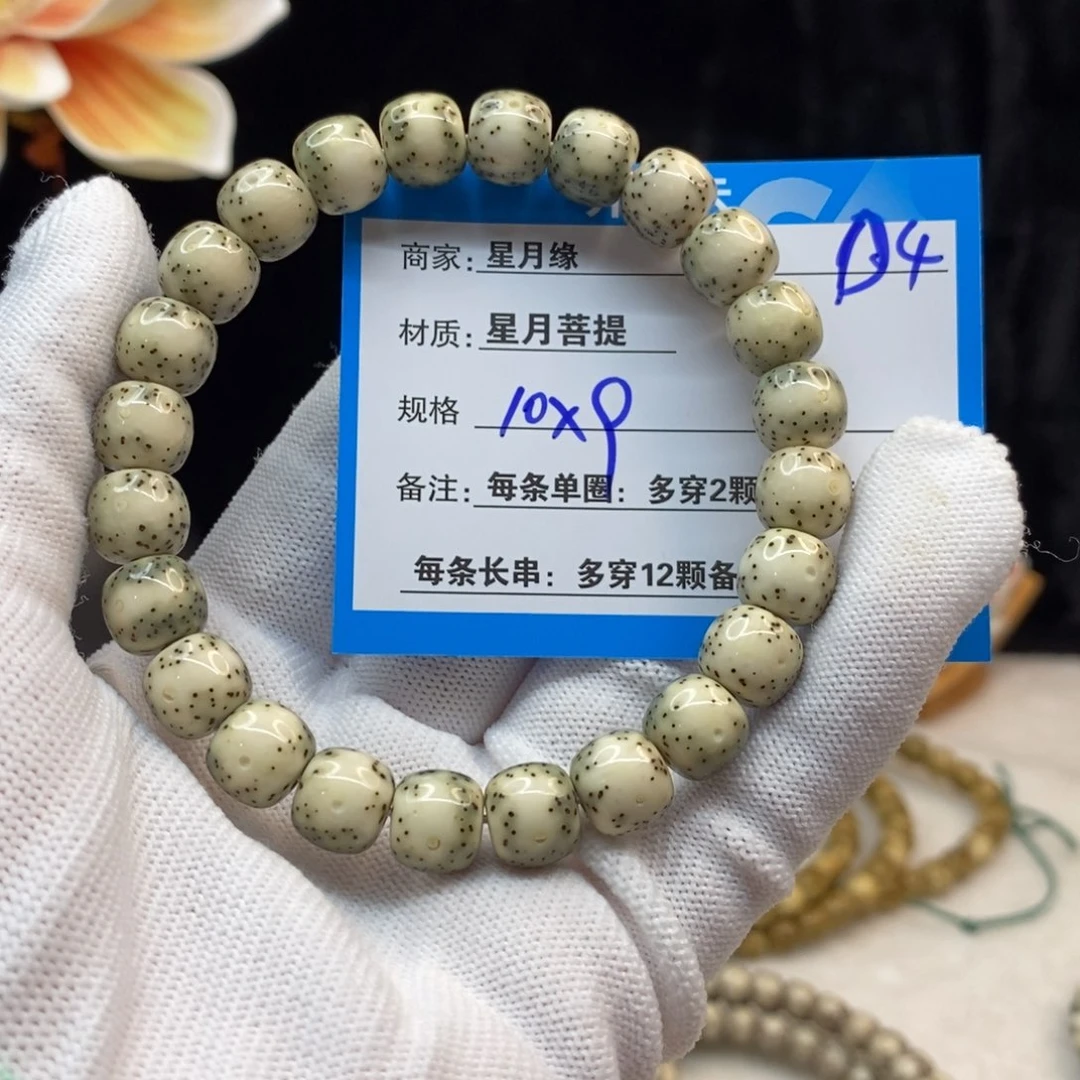 商家：星月缘 D4
材质：星月菩提
规格 10x9
备注：每条单圈：多穿2颗
每条长串：多穿12颗备